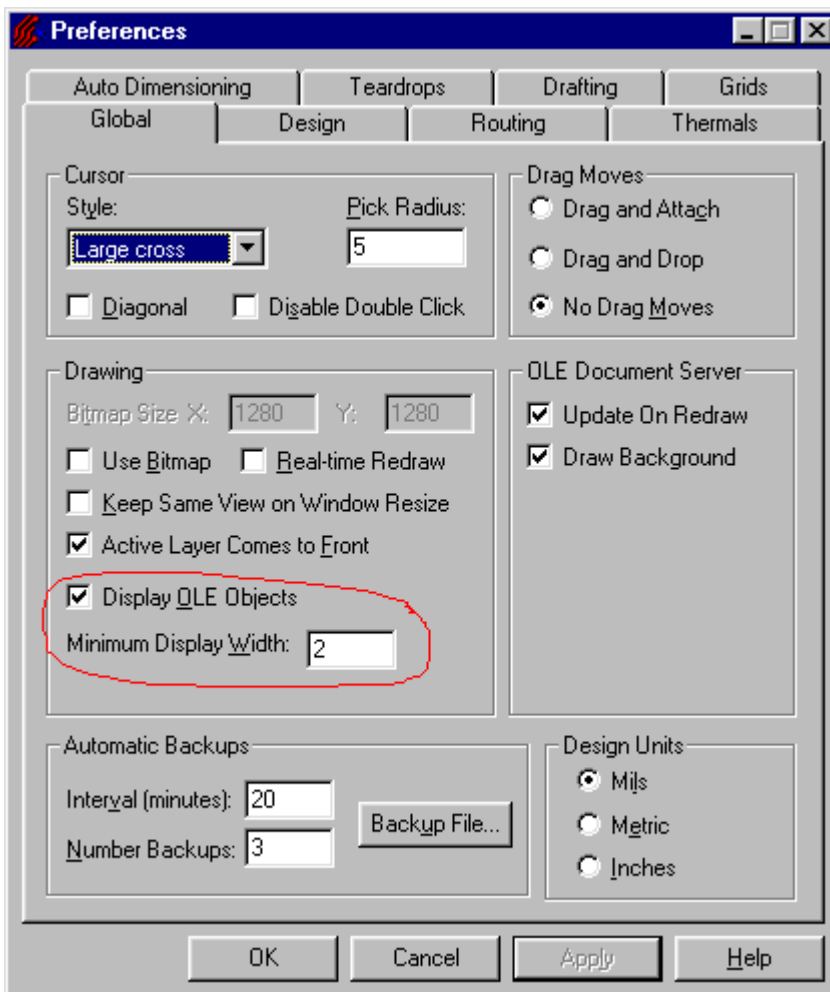 Preferences
Auto Dimensioning Teardrops Drafting Grids
Global Design Routing Thermals
Cursor
Style: Pick Radius:
Large cross 5
Diagonal Disable Double Click
Drag Moves
Drag and Attach
Drag and Drop
No Drag Moves
Drawing
Bitmap Size X: 1280 Y: 1280
Use Bitmap Real-time Redraw
Keep Same View on Window Resize
Active Layer Comes to Front
Display OLE Objects
Minimum Display Width: 2
OLE Document Server
Update On Redraw
Draw Background
Automatic Backups
Interval (minutes): 20
Number Backups: 3
Backup File...
Design Units
Mils
Metric
Inches
OK Cancel Apply Help